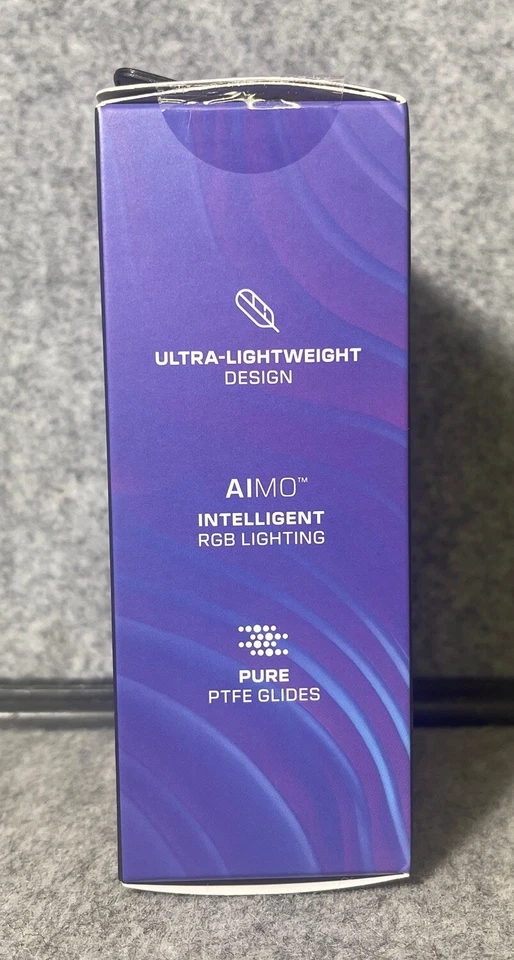 ULTRA-LIGHTWEIGHT
DESIGN
AIMO™
INTELLIGENT
RGB LIGHTING
PURE
PTFE GLIDES